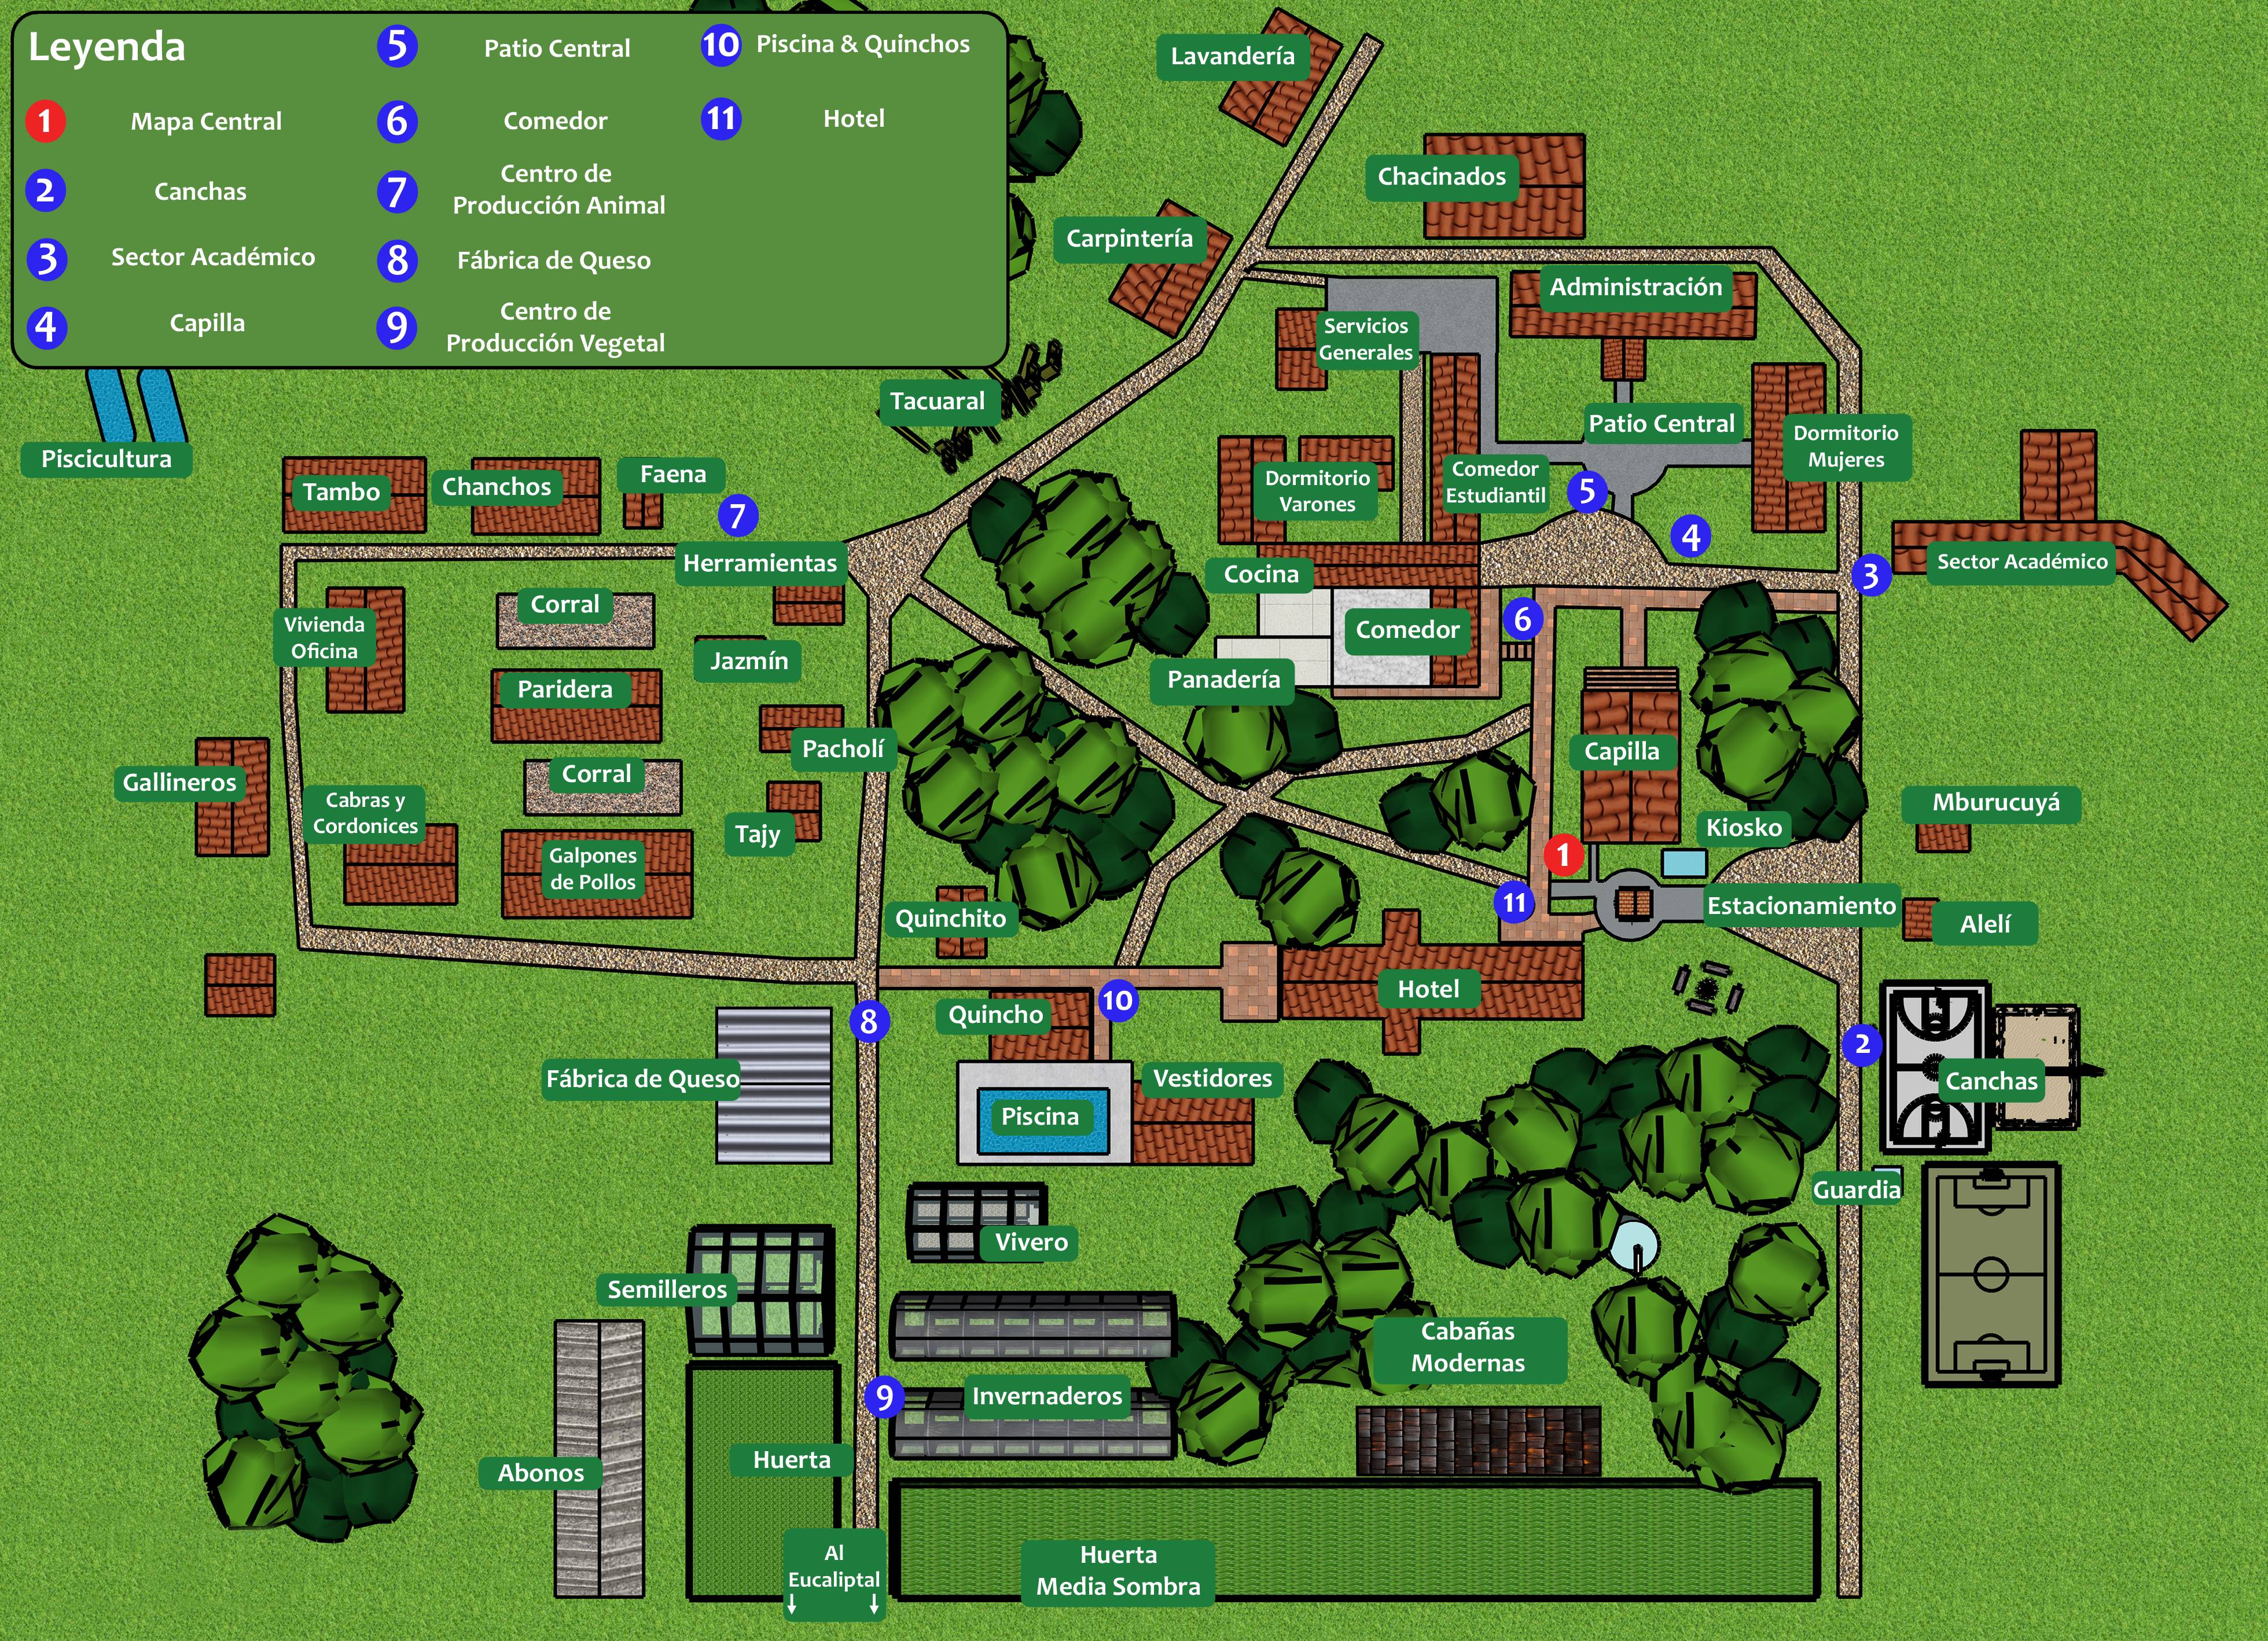 Leyenda
1 Mapa Central
2 Canchas
3 Sector Académico
4 Capilla
5 Patio Central
6 Comedor
7 Centro de
Producción Animal
8 Fábrica de Queso
9 Centro de
Producción Vegetal
10 Piscina & Quinchos
11 Hotel
Lavandería
Chacinados
Carpintería
Administración
Servicios
Generales
Tacuaral
Patio Central
Dormitorio
Mujeres
Piscicultura
Tambo
Chanchos
Faena
7
Dormitorio
Varones
Comedor
Estudiantil
5
4
3
Sector Académico
Herramientas
Cocina
Corral
Vivienda
Oficina
6
Comedor
Jazmín
Paridera
Panadería
Pacholí
Capilla
Gallineros
Corral
Cabras y
Cordonices
Tajy
Mburucuyá
Kiosko
1
Galpones
de Pollos
11
Estacionamiento
Quinchito
Alelí
Hotel
10
Quincho
8
2
Fábrica de Queso
Vestidores
Canchas
Piscina
Guardia
Vivero
Semilleros
Cabañas
Modernas
9
Invernaderos
Huerta
Abonos
Al
Eucaliptal
↓ ↓
Huerta
Media Sombra